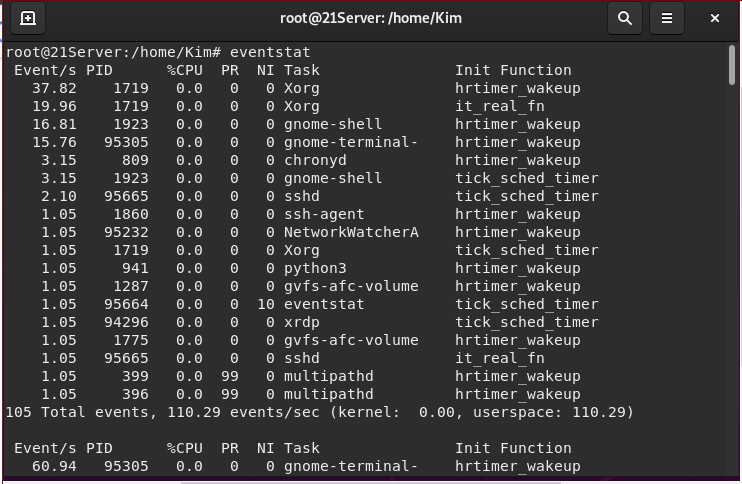 root@21Server: /home/Kim
root@21Server:/home/Kim# eventstat
Event/s PID %CPU PR NI Task Init Function
37.82 1719 0.0 0 0 Xorg hrtimer_wakeup
19.96 1719 0.0 0 0 Xorg it_real_fn
16.81 1923 0.0 0 0 gnome-shell hrtimer_wakeup
15.76 95305 0.0 0 0 gnome-terminal- hrtimer_wakeup
3.15 809 0.0 0 0 chronyd hrtimer_wakeup
3.15 1923 0.0 0 0 gnome-shell tick_sched_timer
2.10 95665 0.0 0 0 sshd tick_sched_timer
1.05 1860 0.0 0 0 ssh-agent hrtimer_wakeup
1.05 95232 0.0 0 0 NetworkWatcherA hrtimer_wakeup
1.05 1719 0.0 0 0 Xorg tick_sched_timer
1.05 941 0.0 0 0 python3 hrtimer_wakeup
1.05 1287 0.0 0 0 gvfs-afc-volume hrtimer_wakeup
1.05 95664 0.0 0 10 eventstat tick_sched_timer
1.05 94296 0.0 0 0 xrdp tick_sched_timer
1.05 1775 0.0 0 0 gvfs-afc-volume hrtimer_wakeup
1.05 95665 0.0 0 0 sshd it_real_fn
1.05 399 0.0 99 0 multipathd hrtimer_wakeup
1.05 396 0.0 99 0 multipathd hrtimer_wakeup
105 Total events, 110.29 events/sec (kernel: 0.00, userspace: 110.29)
Event/s PID %CPU PR NI Task Init Function
60.94 95305 0.0 0 0 gnome-terminal- hrtimer_wakeup